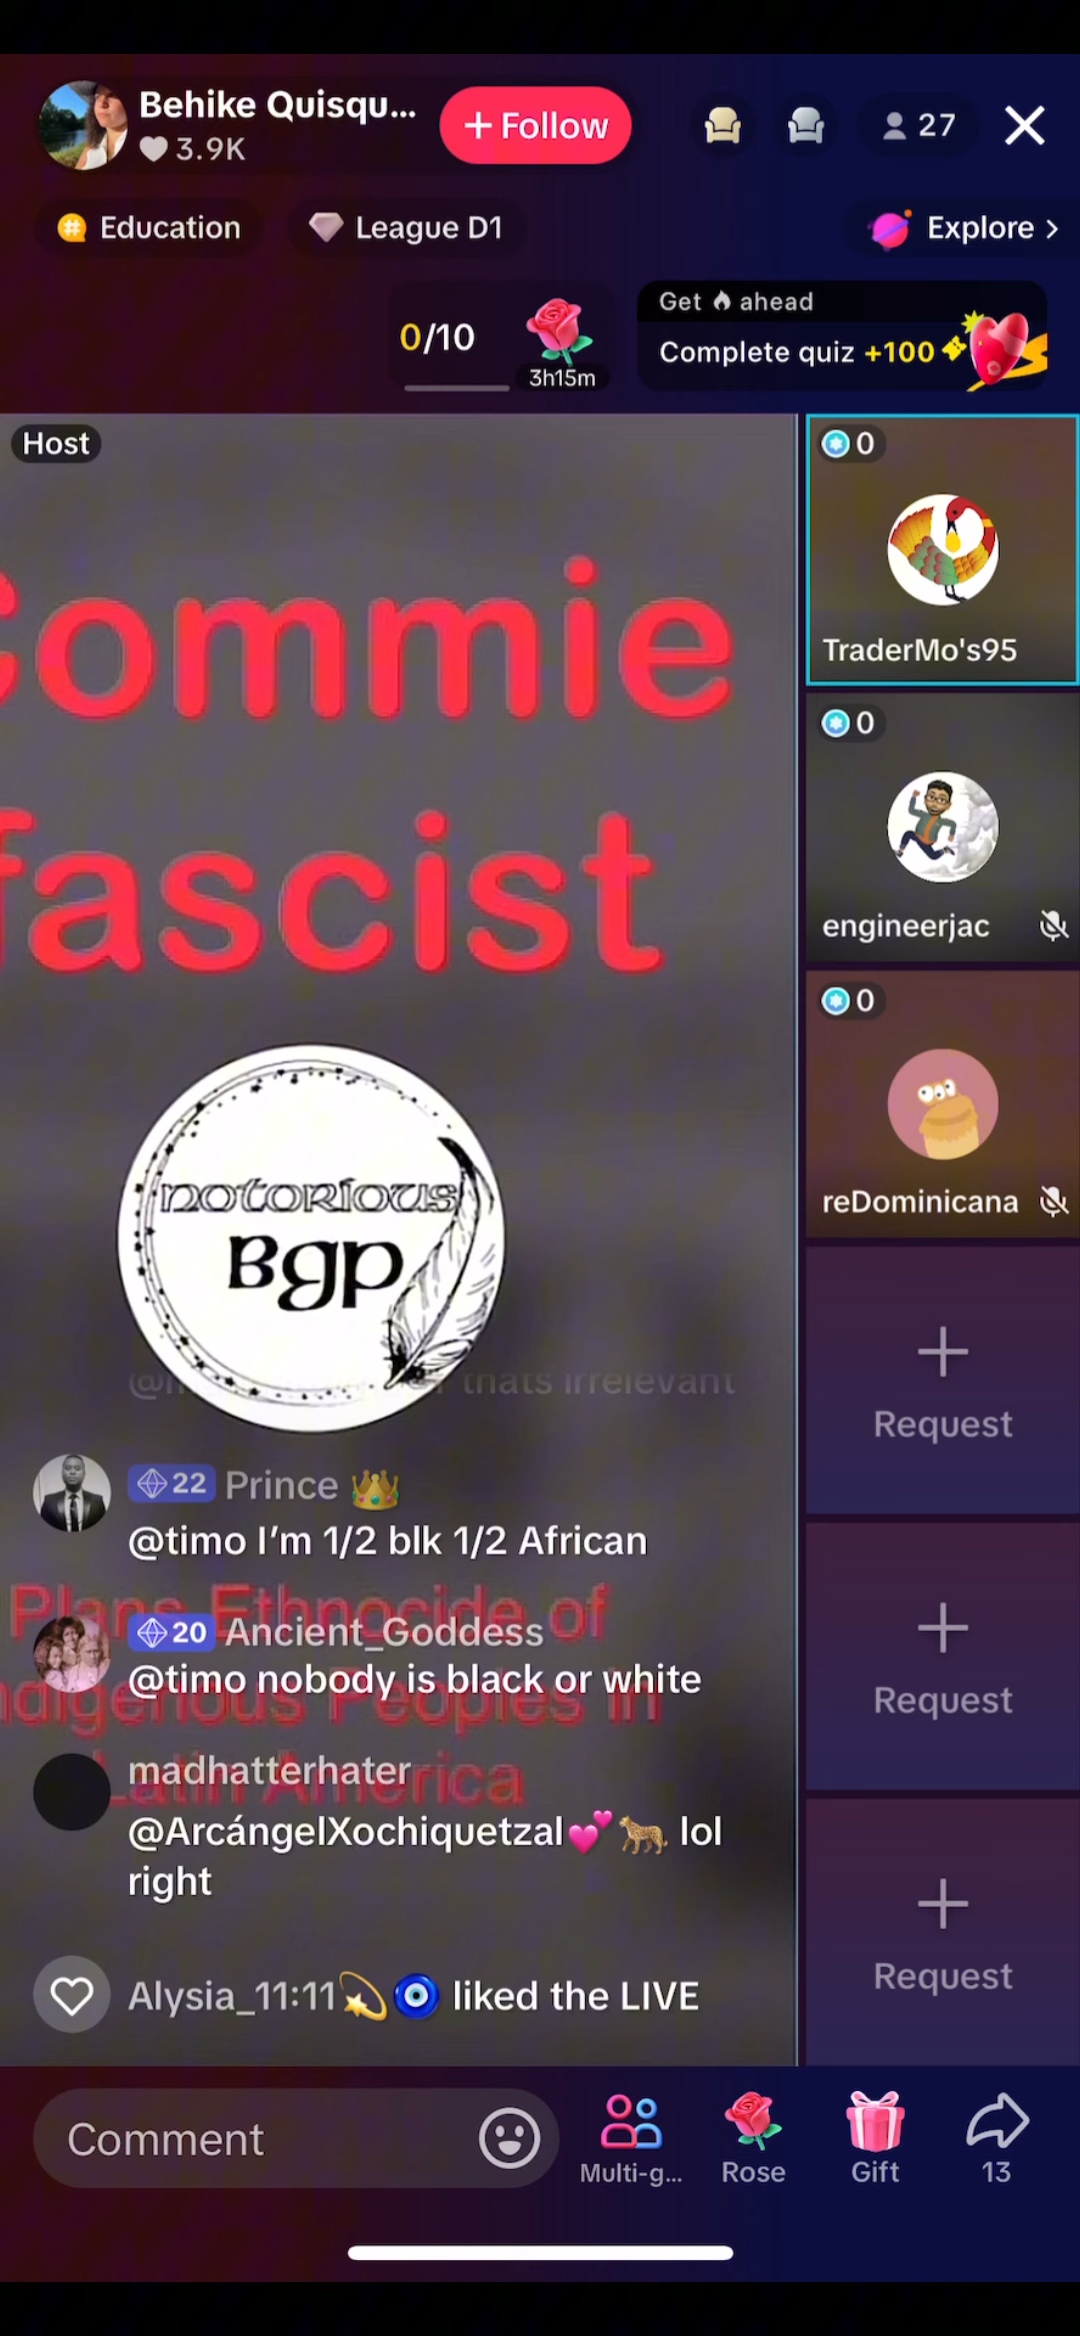 Behike Quisqu...
3.9K
+ Follow
27
Education
League D1
Explore >
0/10
3h15m
Get ahead
Complete quiz +100
Host
0
TraderMo's95
ommie
fascist
0
engineerjac
0
reDominicana
notorious
Bgp
thats irrelevant
Request
22 Prince
@timo I'm 1/2 blk 1/2 African
Plans Ethnocide of
20 Ancient_Goddess
@timo nobody is black or white
ndigenous Peoples in
Request
madhatterhater
Latin America
@ArcángelXochiquetzal💕🐆 lol
right
Request
Alysia_11:11💫🧿 liked the LIVE
Comment
Multi-g...
Rose
Gift
13